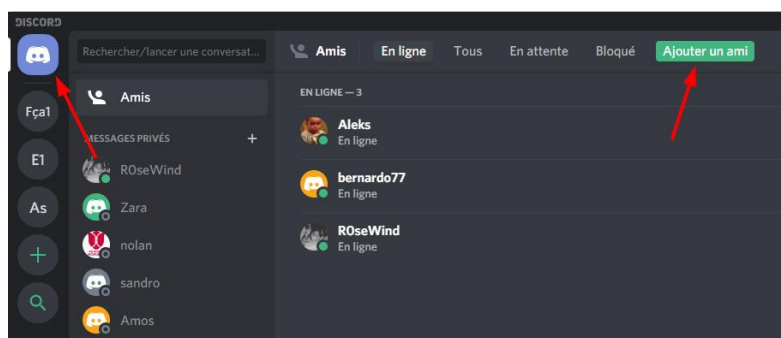 DISCORD
Rechercher/lancer une conversat...
Amis
En ligne
Tous
En attente
Bloqué
Ajouter un ami
Fça1
E1
As
Amis
MESSAGES PRIVÉS
R0seWind
Zara
nolan
sandro
Amos
EN LIGNE — 3
Aleks
En ligne
bernardo77
En ligne
R0seWind
En ligne